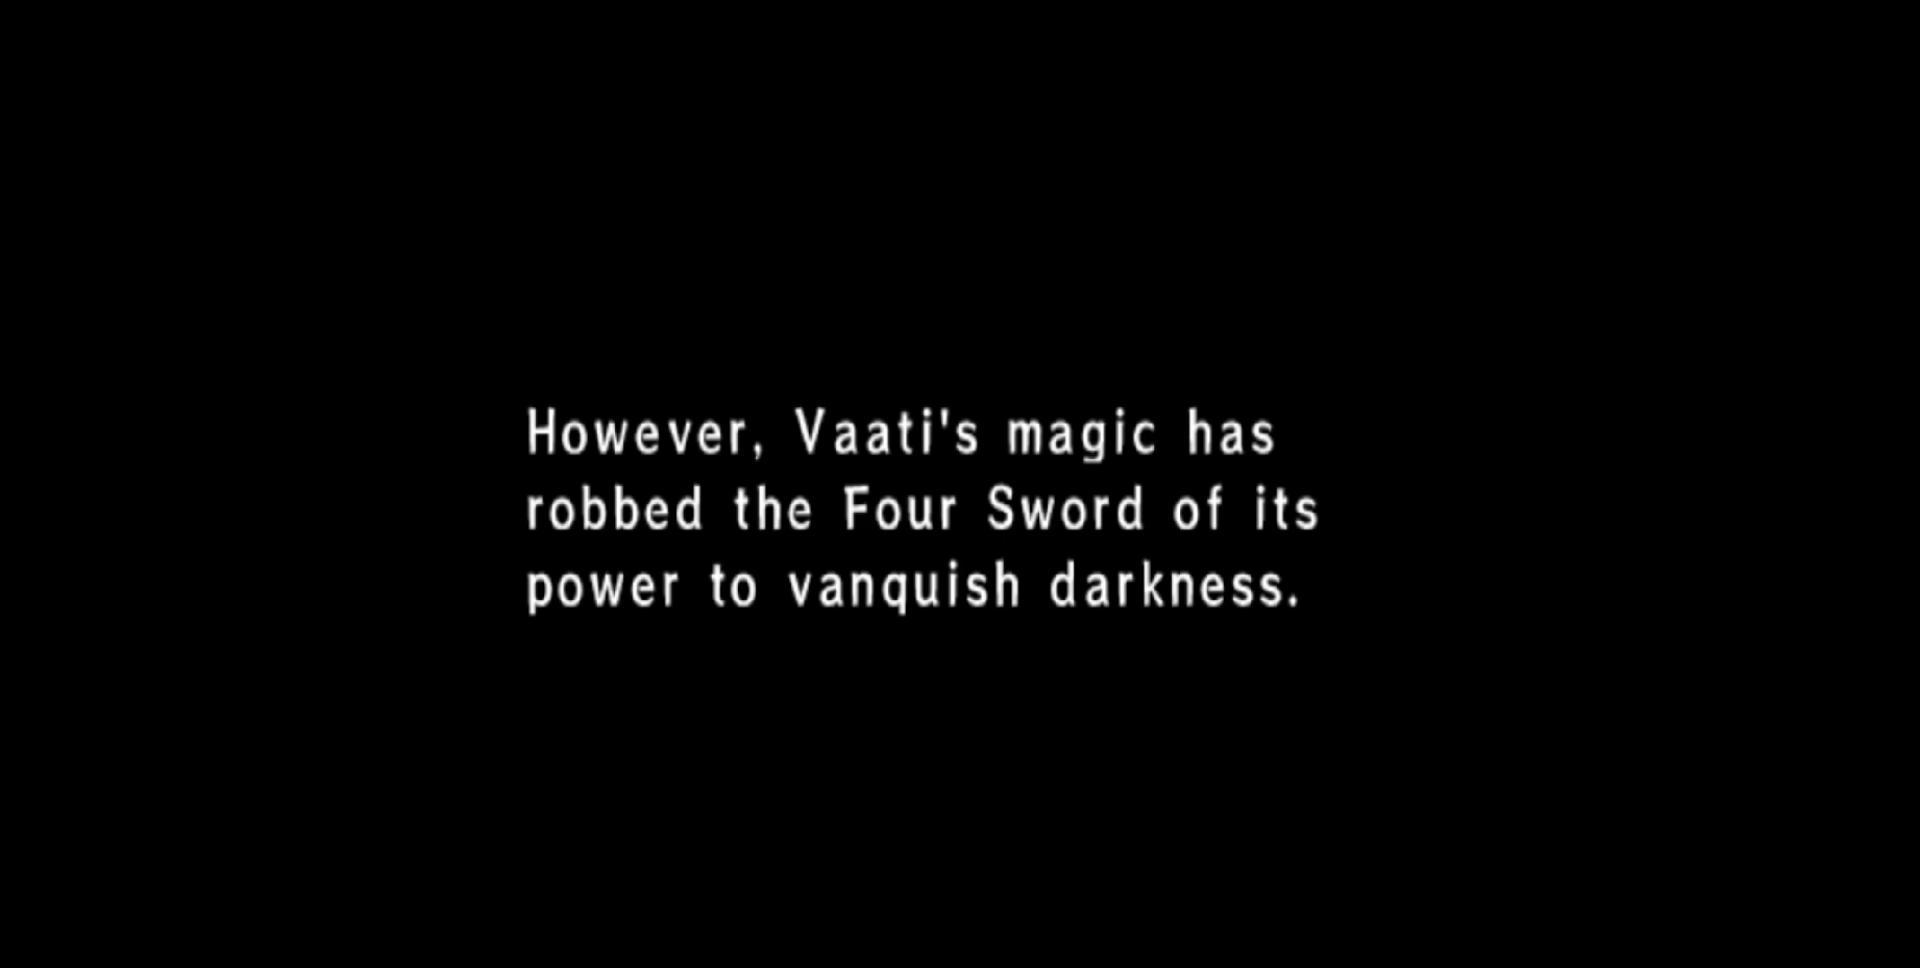 However, Vaati's magic has
robbed the Four Sword of its
power to vanquish darkness.